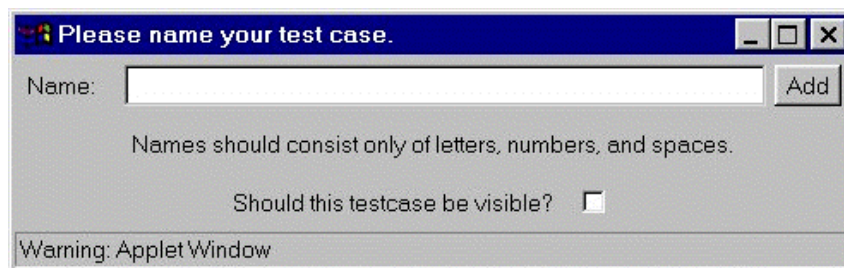 Please name your test case.
Name: Add
Names should consist only of letters, numbers, and spaces.
Should this testcase be visible?
Warning: Applet Window